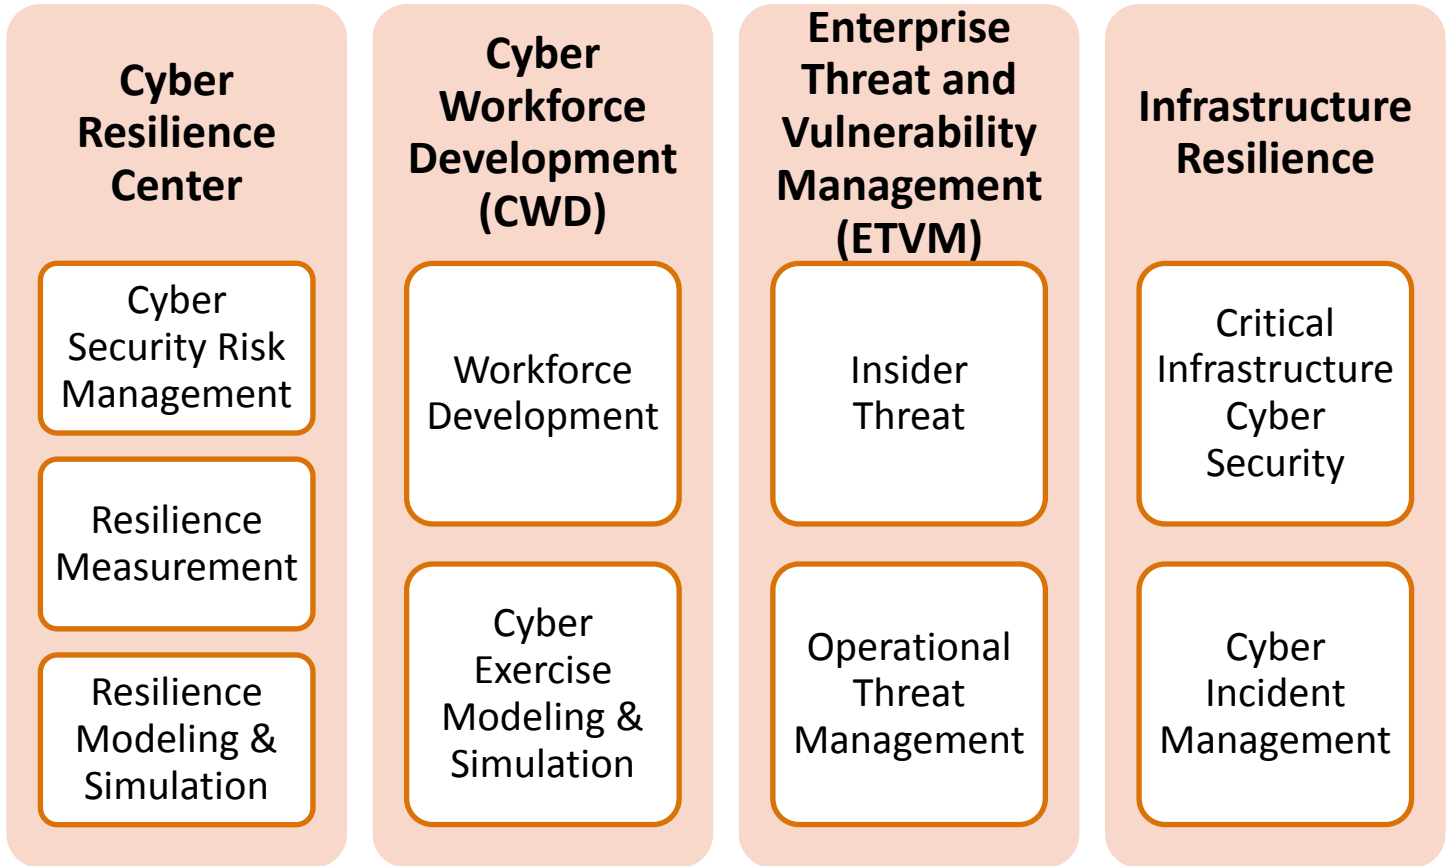 Cyber
Resilience
Center
Cyber
Security Risk
Management
Resilience
Measurement
Resilience
Modeling &
Simulation
Cyber
Workforce
Development
(CWD)
Workforce
Development
Cyber
Exercise
Modeling &
Simulation
Enterprise
Threat and
Vulnerability
Management
(ETVM)
Insider
Threat
Operational
Threat
Management
Infrastructure
Resilience
Critical
Infrastructure
Cyber
Security
Cyber
Incident
Management